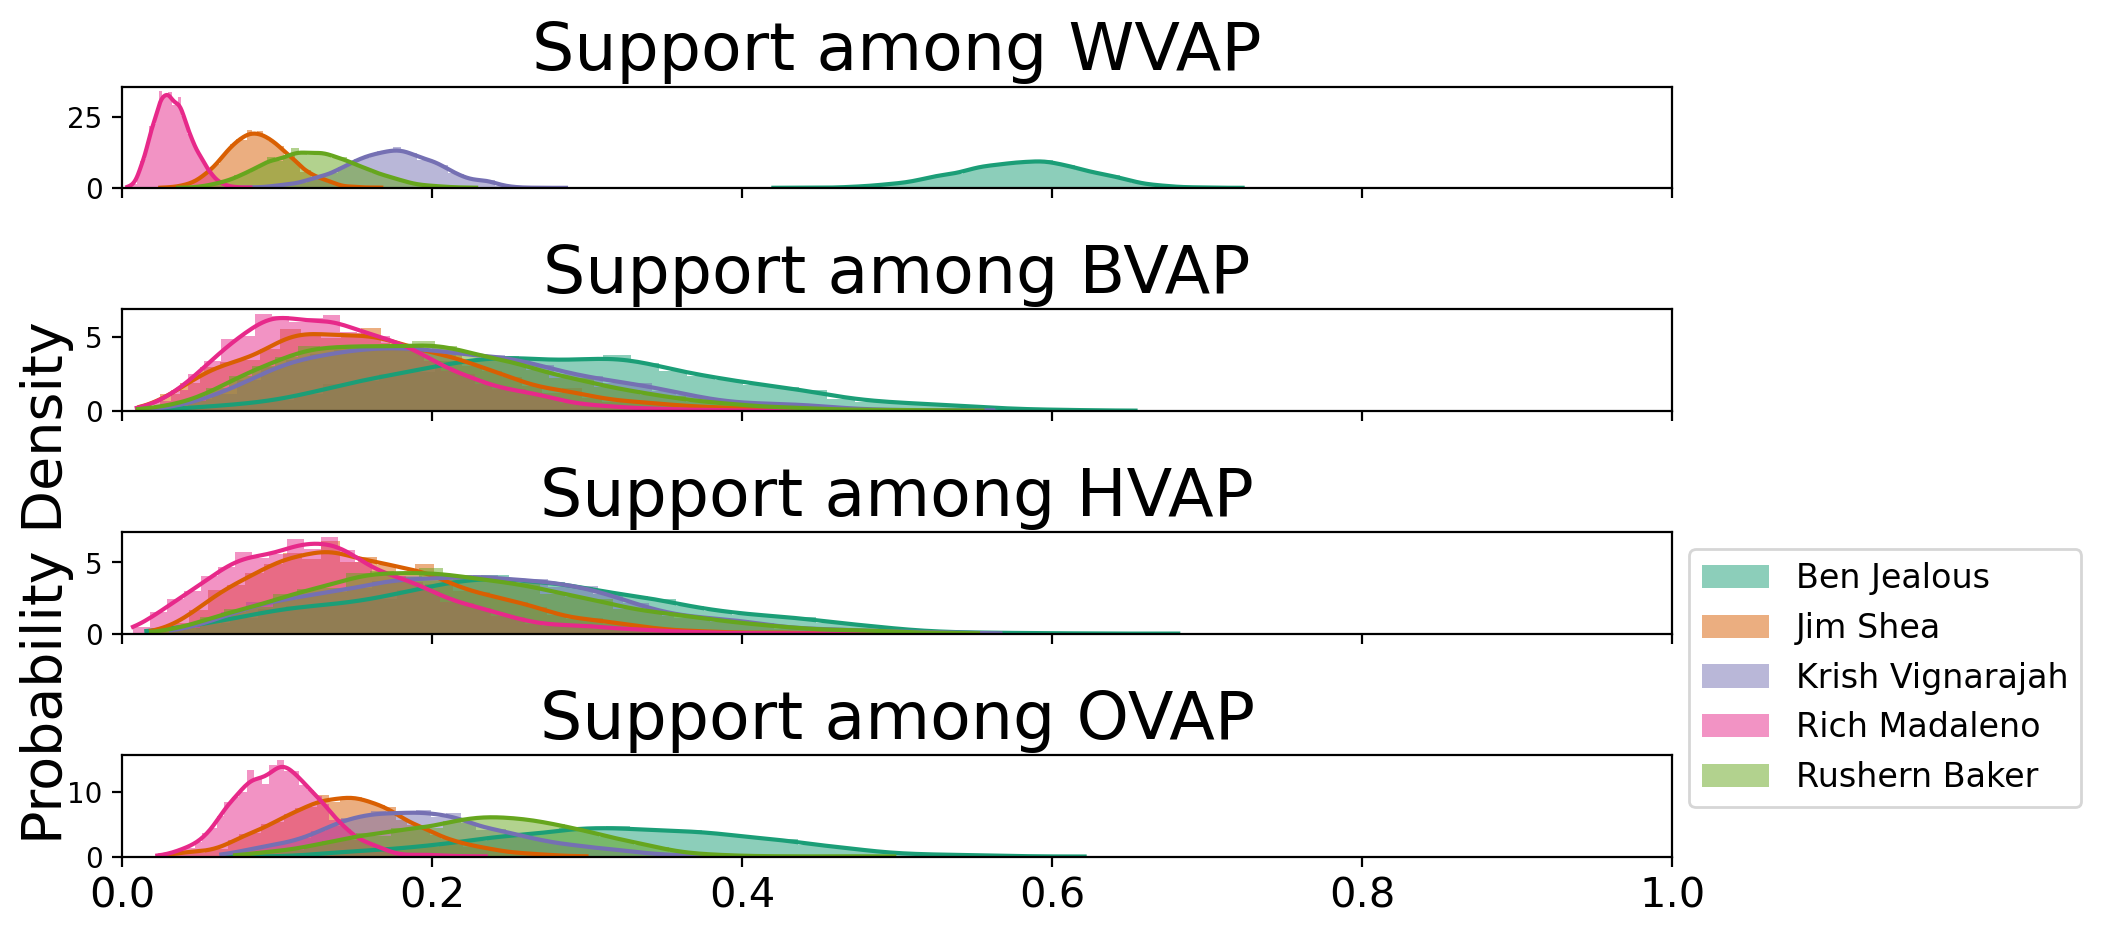 Support among WVAP
25
0
Support among BVAP
5
0
Support among HVAP
5
0
Support among OVAP
10
0
0.0 0.2 0.4 0.6 0.8 1.0
Probability Density
Ben Jealous
Jim Shea
Krish Vignarajah
Rich Madaleno
Rushern Baker